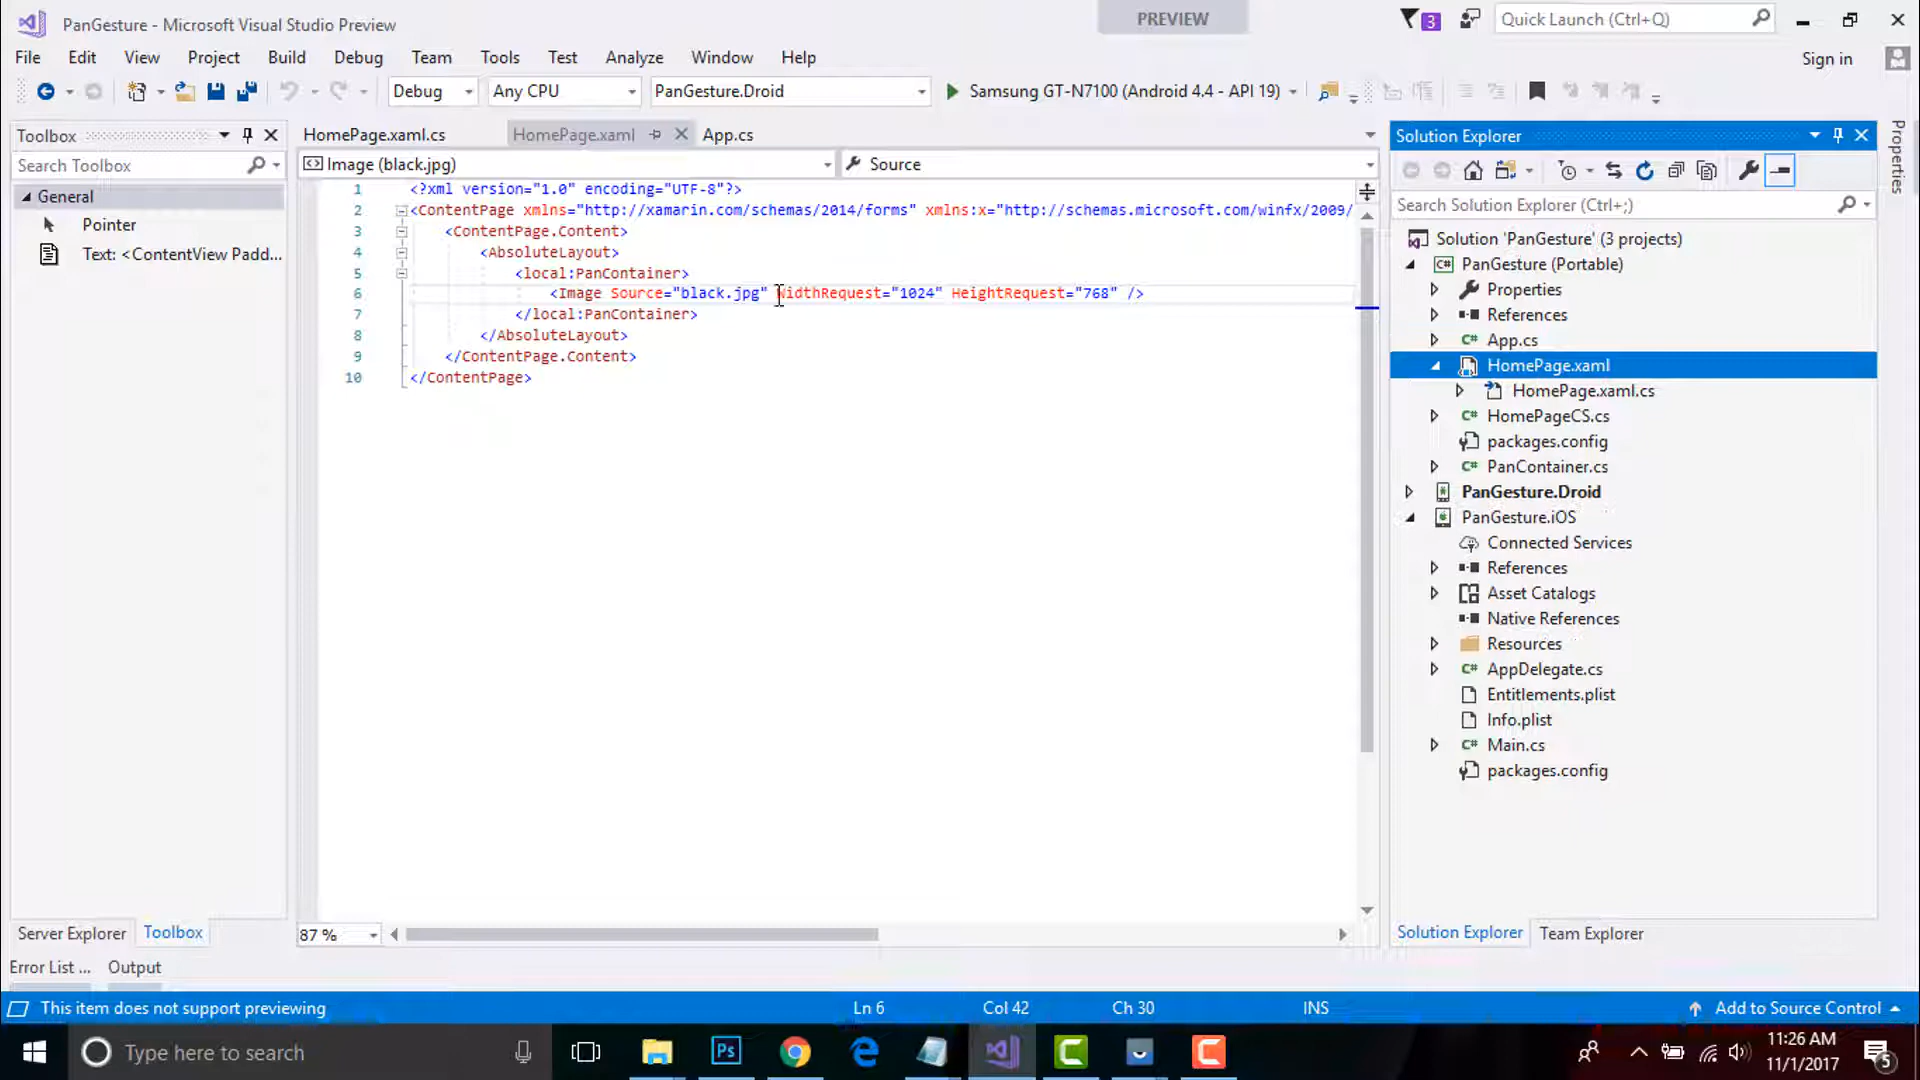 PanGesture - Microsoft Visual Studio Preview
PREVIEW
3
Quick Launch (Ctrl+Q)
File Edit View Project Build Debug Team Tools Test Analyze Window Help
Sign in
Debug
Any CPU
PanGesture.Droid
Samsung GT-N7100 (Android 4.4 - API 19)
Toolbox
Search Toolbox
General
Pointer
Text: <ContentView Padd...
HomePage.xaml.cs
HomePage.xaml
App.cs
Image (black.jpg)
Source
1 <?xml version="1.0" encoding="UTF-8"?>
2 <ContentPage xmlns="http://xamarin.com/schemas/2014/forms" xmlns:x="http://schemas.microsoft.com/winfx/2009/
3 <ContentPage.Content>
4 <AbsoluteLayout>
5 <local:PanContainer>
6 <Image Source="black.jpg" WidthRequest="1024" HeightRequest="768" />
7 </local:PanContainer>
8 </AbsoluteLayout>
9 </ContentPage.Content>
10 </ContentPage>
87 %
Solution Explorer
Search Solution Explorer (Ctrl+;)
Solution 'PanGesture' (3 projects)
PanGesture (Portable)
Properties
References
App.cs
HomePage.xaml
HomePage.xaml.cs
HomePageCS.cs
packages.config
PanContainer.cs
PanGesture.Droid
PanGesture.iOS
Connected Services
References
Asset Catalogs
Native References
Resources
AppDelegate.cs
Entitlements.plist
Info.plist
Main.cs
packages.config
Properties
Server Explorer
Toolbox
Solution Explorer
Team Explorer
Error List ...
Output
This item does not support previewing
Ln 6
Col 42
Ch 30
INS
Add to Source Control
Type here to search
Ps
11:26 AM
11/1/2017
5